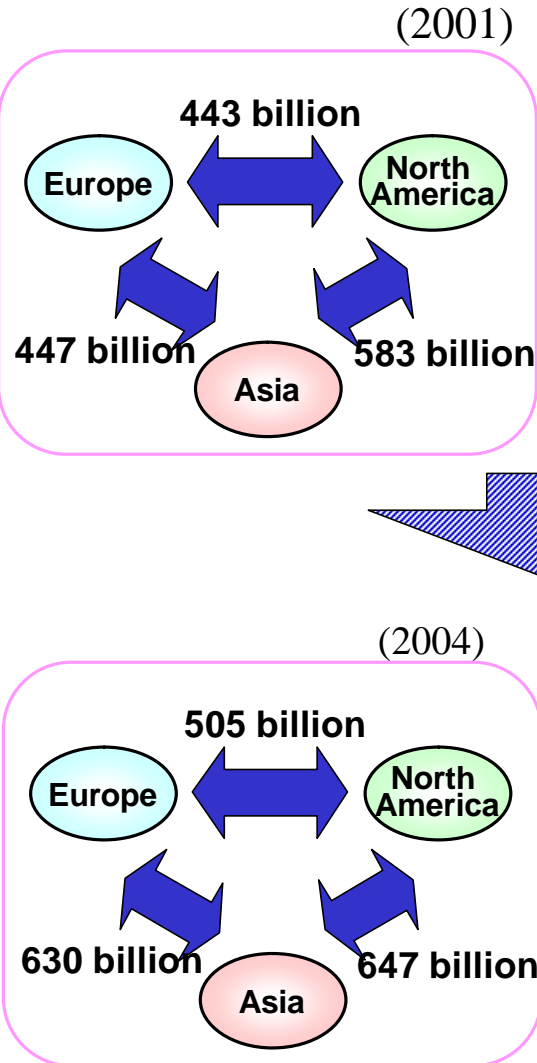 (2001)
443 billion
Europe
North
America
447 billion
583 billion
Asia
(2004)
505 billion
Europe
North
America
630 billion
647 billion
Asia